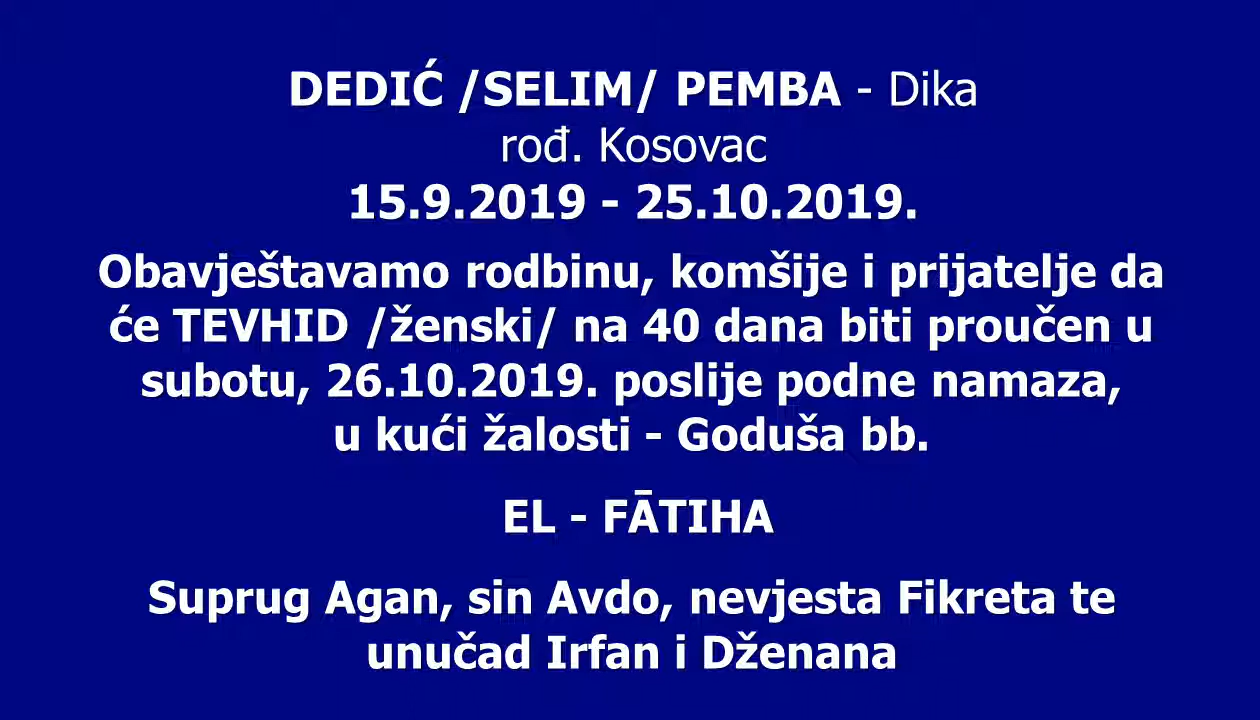 DEDIĆ /SELIM/ PEMBA - Dika
rođ. Kosovac
15.9.2019 - 25.10.2019.
Obavještavamo rodbinu, komšije i prijatelje da
će TEVHID /ženski/ na 40 dana biti proučen u
subotu, 26.10.2019. poslije podne namaza,
u kući žalosti - Goduša bb.
EL - FĀTIHA
Suprug Agan, sin Avdo, nevjesta Fikreta te
unučad Irfan i Dženana